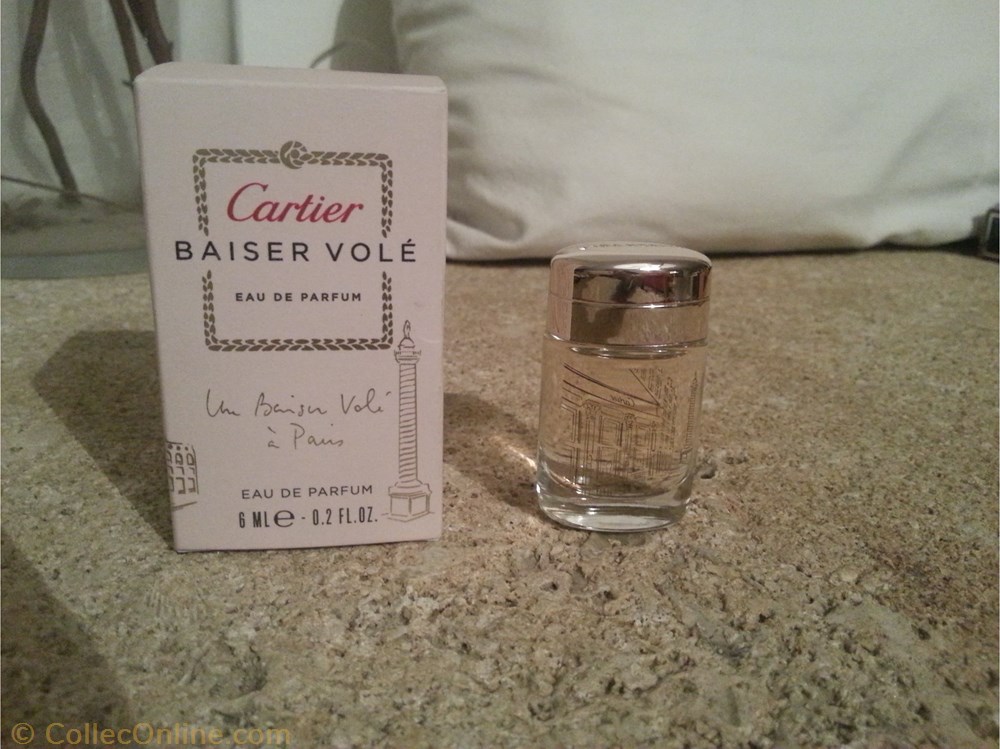 Cartier
BAISER VOLÉ
EAU DE PARFUM
Un Baiser Volé
à Paris
EAU DE PARFUM
6 ML e - 0.2 FL.OZ.
© CollecOnline.com